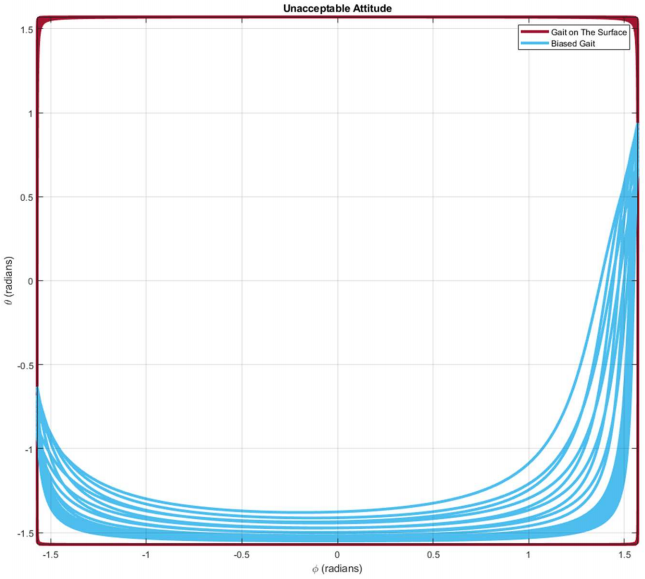 Unacceptable Attitude
Gait on The Surface
Biased Gait
1.5
1
0.5
0
-0.5
-1
-1.5
θ (radians)
-1.5 -1 -0.5 0 0.5 1 1.5
ϕ (radians)